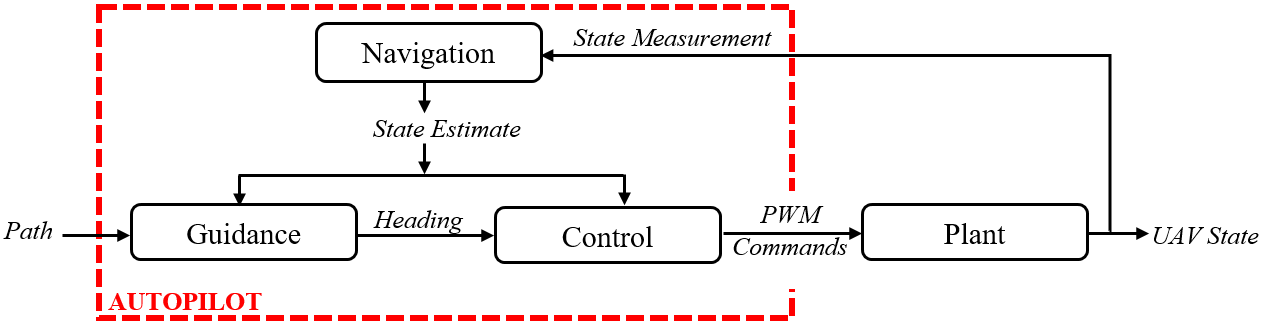 State Measurement
Navigation
State Estimate
Path
Guidance
Heading
Control
PWM
Commands
Plant
UAV State
AUTOPILOT